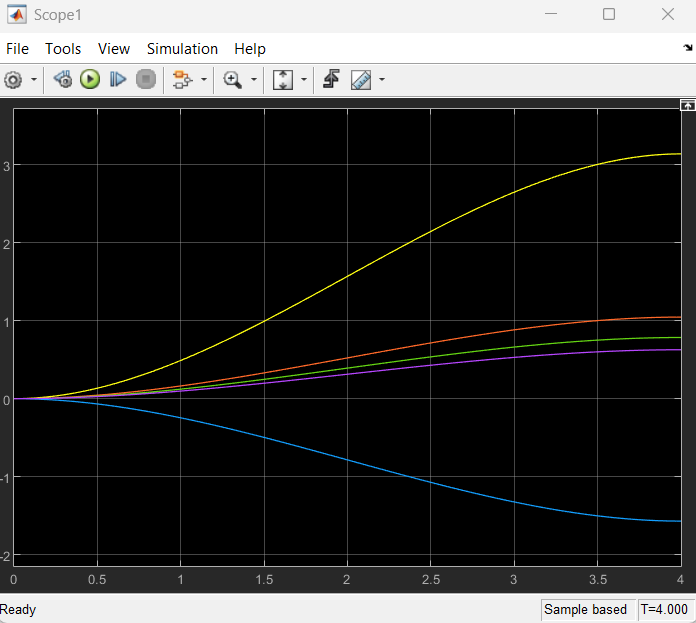 Scope1
File Tools View Simulation Help
3
2
1
0
-1
-2
0 0.5 1 1.5 2 2.5 3 3.5 4
Ready Sample based T=4.000